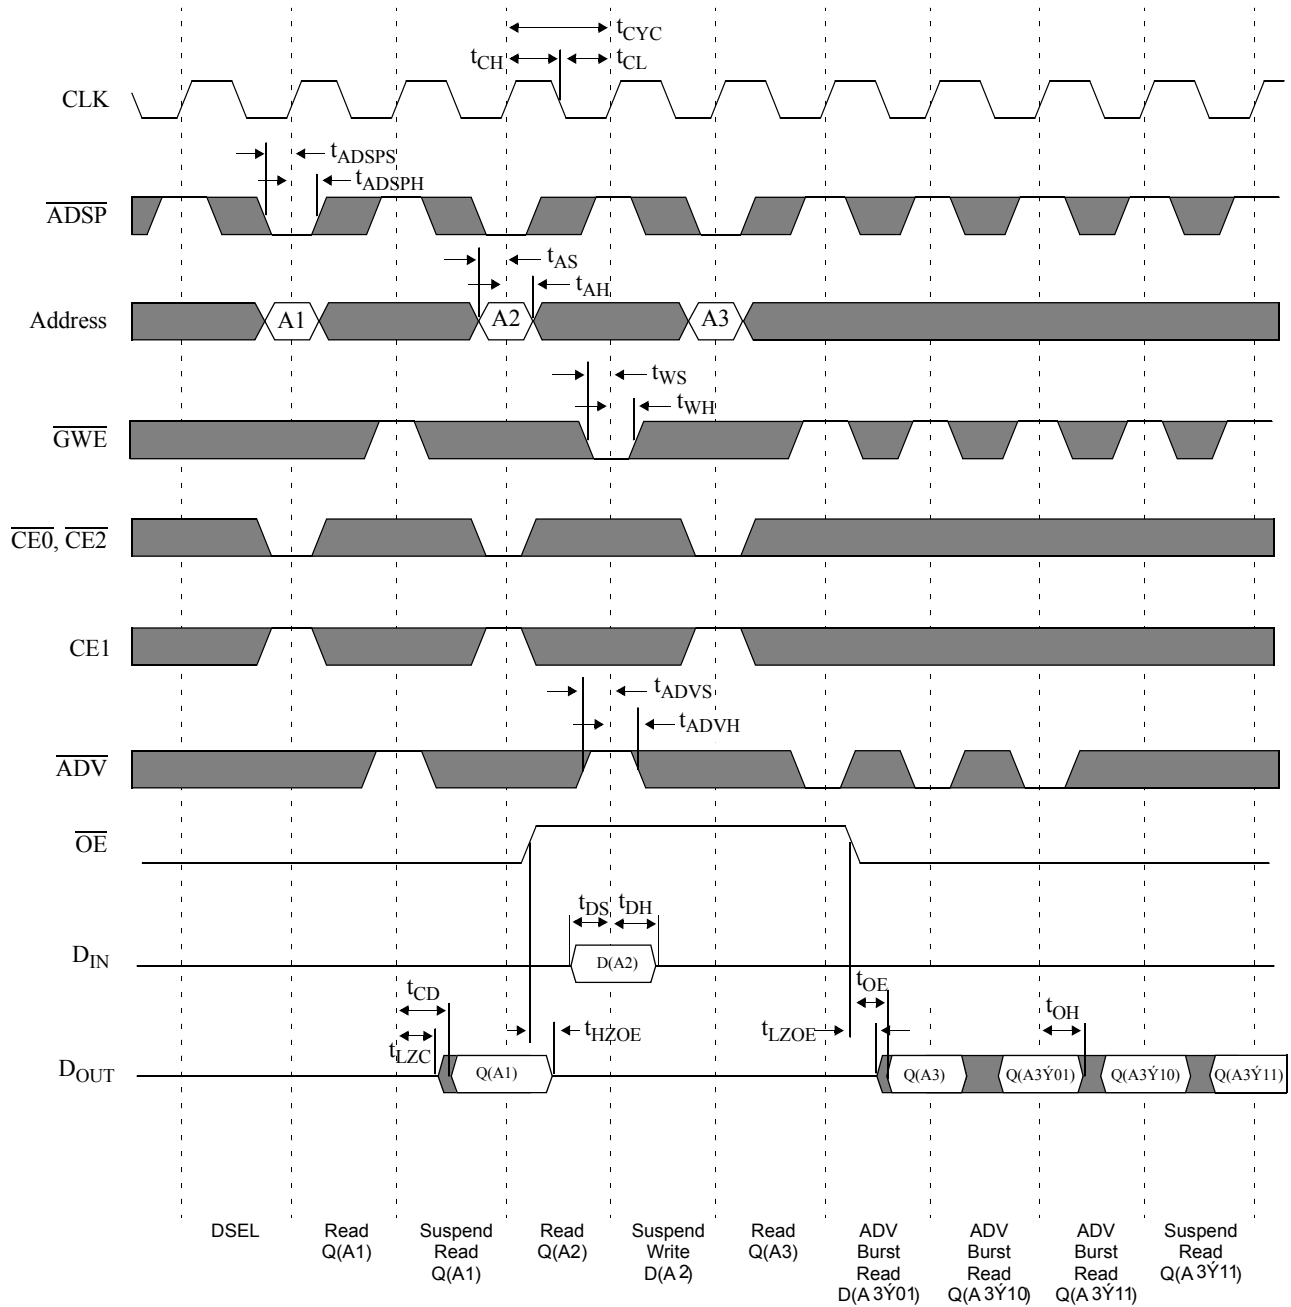 tCYC
tCH
tCL
CLK
tADSPS
tADSPH
ADSP
tAS
tAH
Address
A1
A2
A3
tWS
tWH
GWE
CE0, CE2
CE1
tADVS
tADVH
ADV
OE
tDS
tDH
DIN
D(A2)
tCD
tOE
tOH
tLZC
tHZOE
tLZOE
DOUT
Q(A1)
Q(A3)
Q(A3Ý01)
Q(A3Ý10)
Q(A3Ý11)
DSEL
Read
Q(A1)
Suspend
Read
Q(A1)
Read
Q(A2)
Suspend
Write
D(A2)
Read
Q(A3)
ADV
Burst
Read
D(A3Ý01)
ADV
Burst
Read
Q(A3Ý10)
ADV
Burst
Read
Q(A3Ý11)
Suspend
Read
Q(A3Ý11)